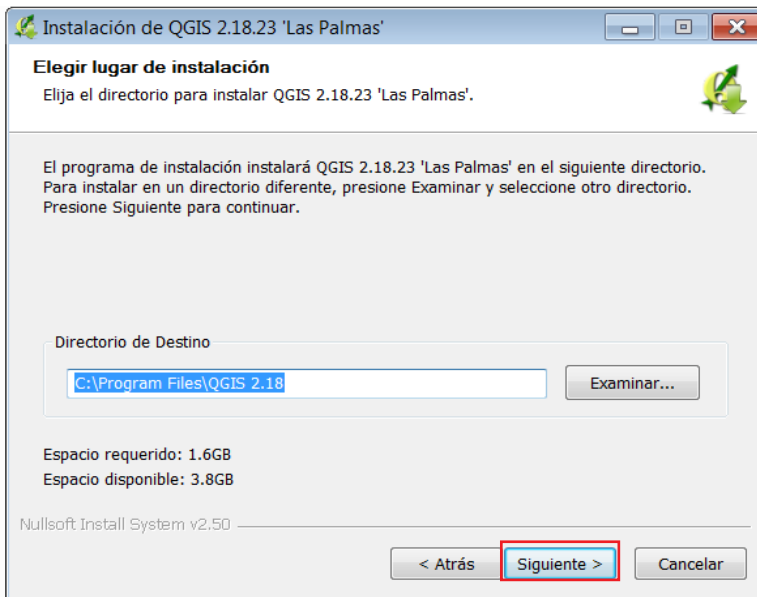 Instalación de QGIS 2.18.23 'Las Palmas'
Elegir lugar de instalación
Elija el directorio para instalar QGIS 2.18.23 'Las Palmas'.
El programa de instalación instalará QGIS 2.18.23 'Las Palmas' en el siguiente directorio.
Para instalar en un directorio diferente, presione Examinar y seleccione otro directorio.
Presione Siguiente para continuar.
Directorio de Destino
C:\Program Files\QGIS 2.18
Examinar...
Espacio requerido: 1.6GB
Espacio disponible: 3.8GB
Nullsoft Install System v2.50
< Atrás
Siguiente >
Cancelar